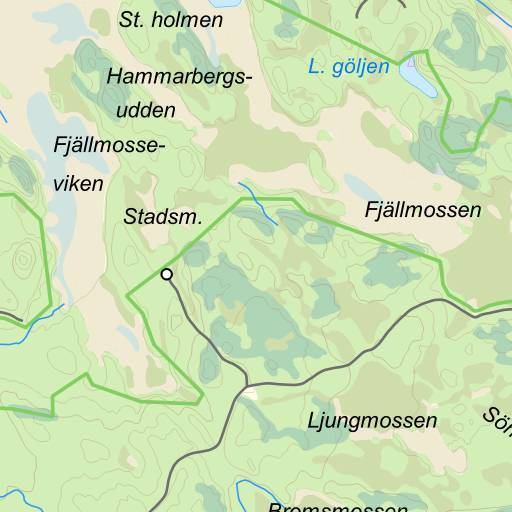 St. holmen
L. göljen
Hammarbergs-
udden
Fjällmosse-
viken
Stadsm.
Fjällmossen
Ljungmossen
Bromsmossen